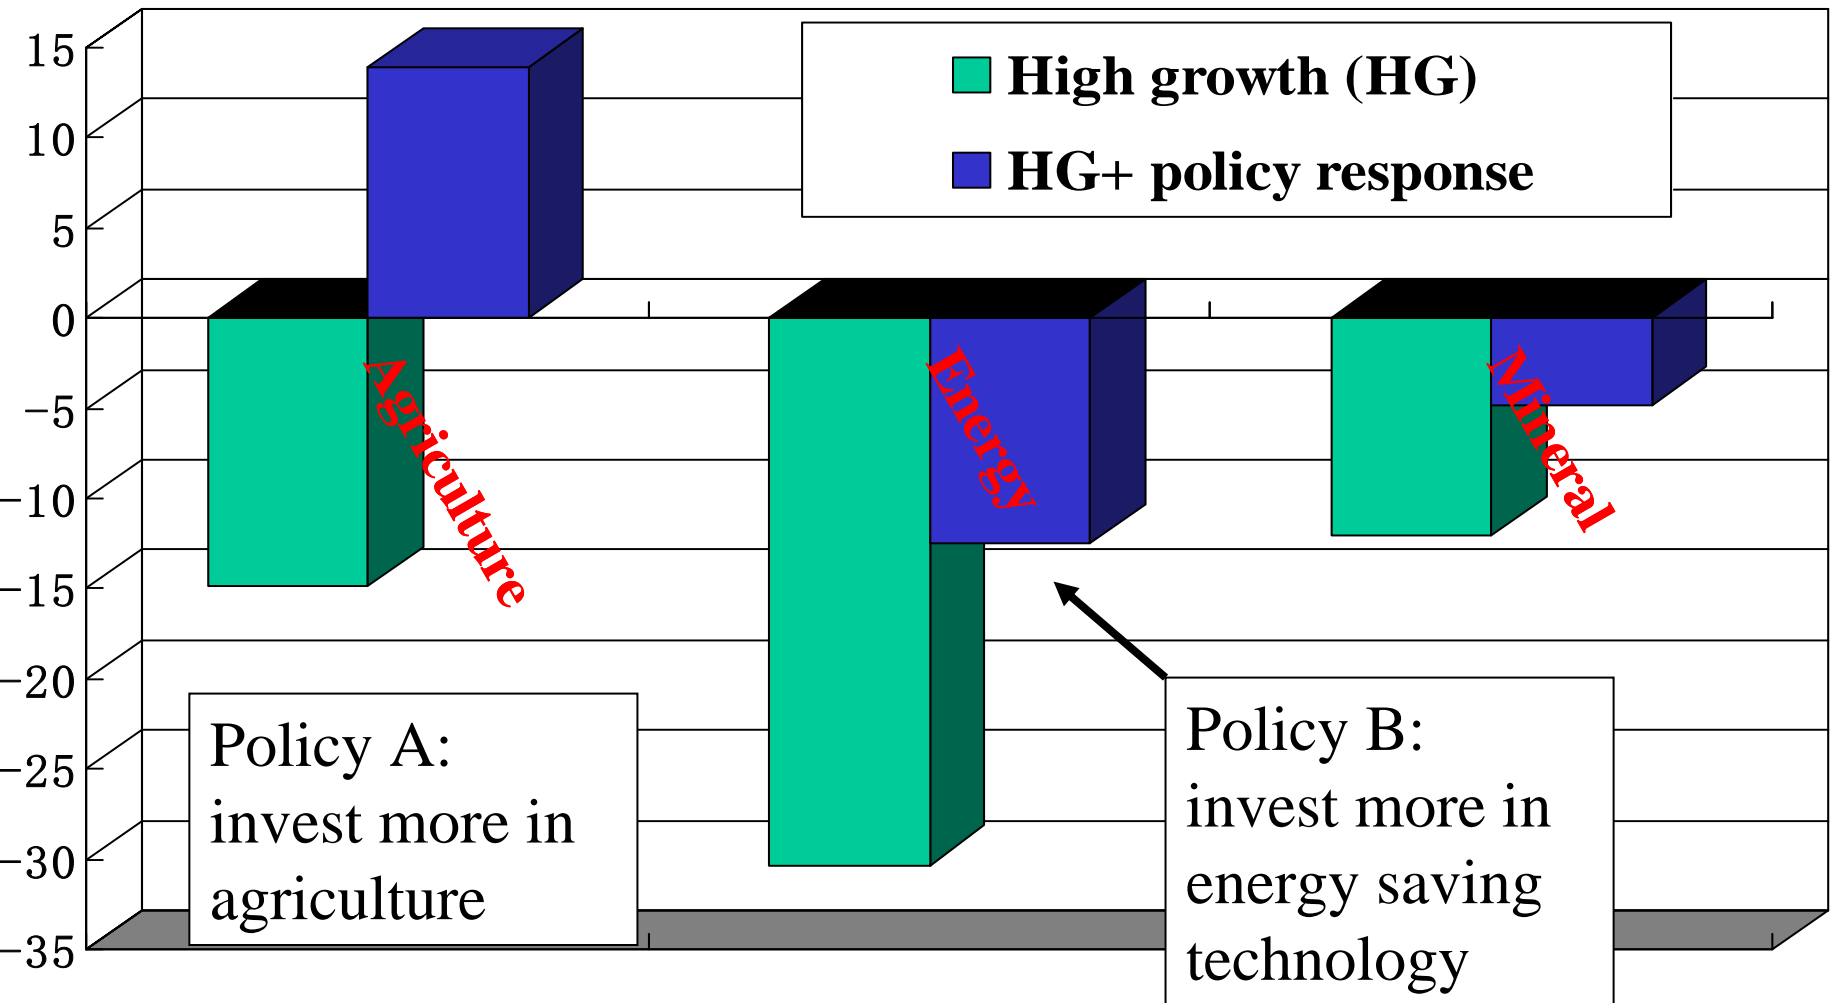 15
10
5
0
-5
-10
-15
-20
-25
-30
-35
High growth (HG)
HG+ policy response
Agriculture
Energy
Mineral
Policy A:
invest more in
agriculture
Policy B:
invest more in
energy saving
technology